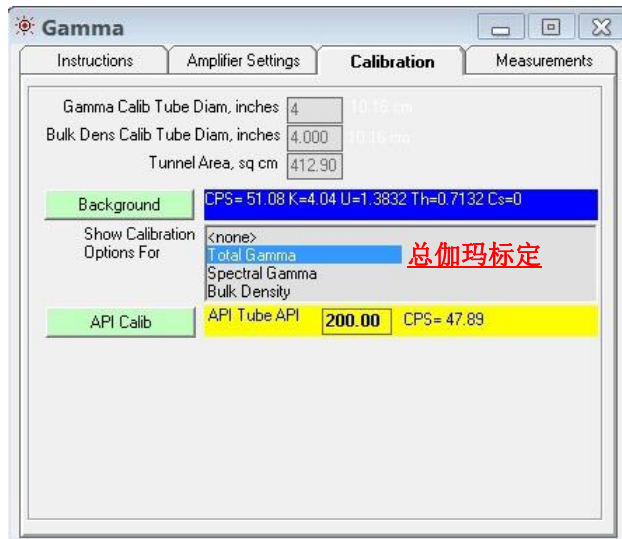 Gamma
Instructions Amplifier Settings Calibration Measurements
Gamma Calib Tube Diam, inches 4 10.16 cm
Bulk Dens Calib Tube Diam, inches 4.000 10.16 cm
Tunnel Area, sq cm 412.90
Background CPS= 51.08 K=4.04 U=1.3832 Th=0.7132 Cs=0
Show Calibration
Options For
<none>
Total Gamma 总伽玛标定
Spectral Gamma
Bulk Density
API Calib API Tube API 200.00 CPS= 47.89